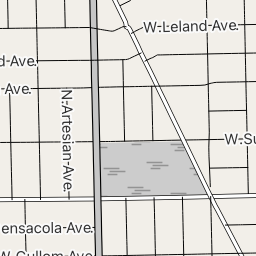 W. Leland Ave.
d Ave.
Ave.
N. Artesian Ave.
W. Su
ensacola Ave.
W. Cullom Ave.